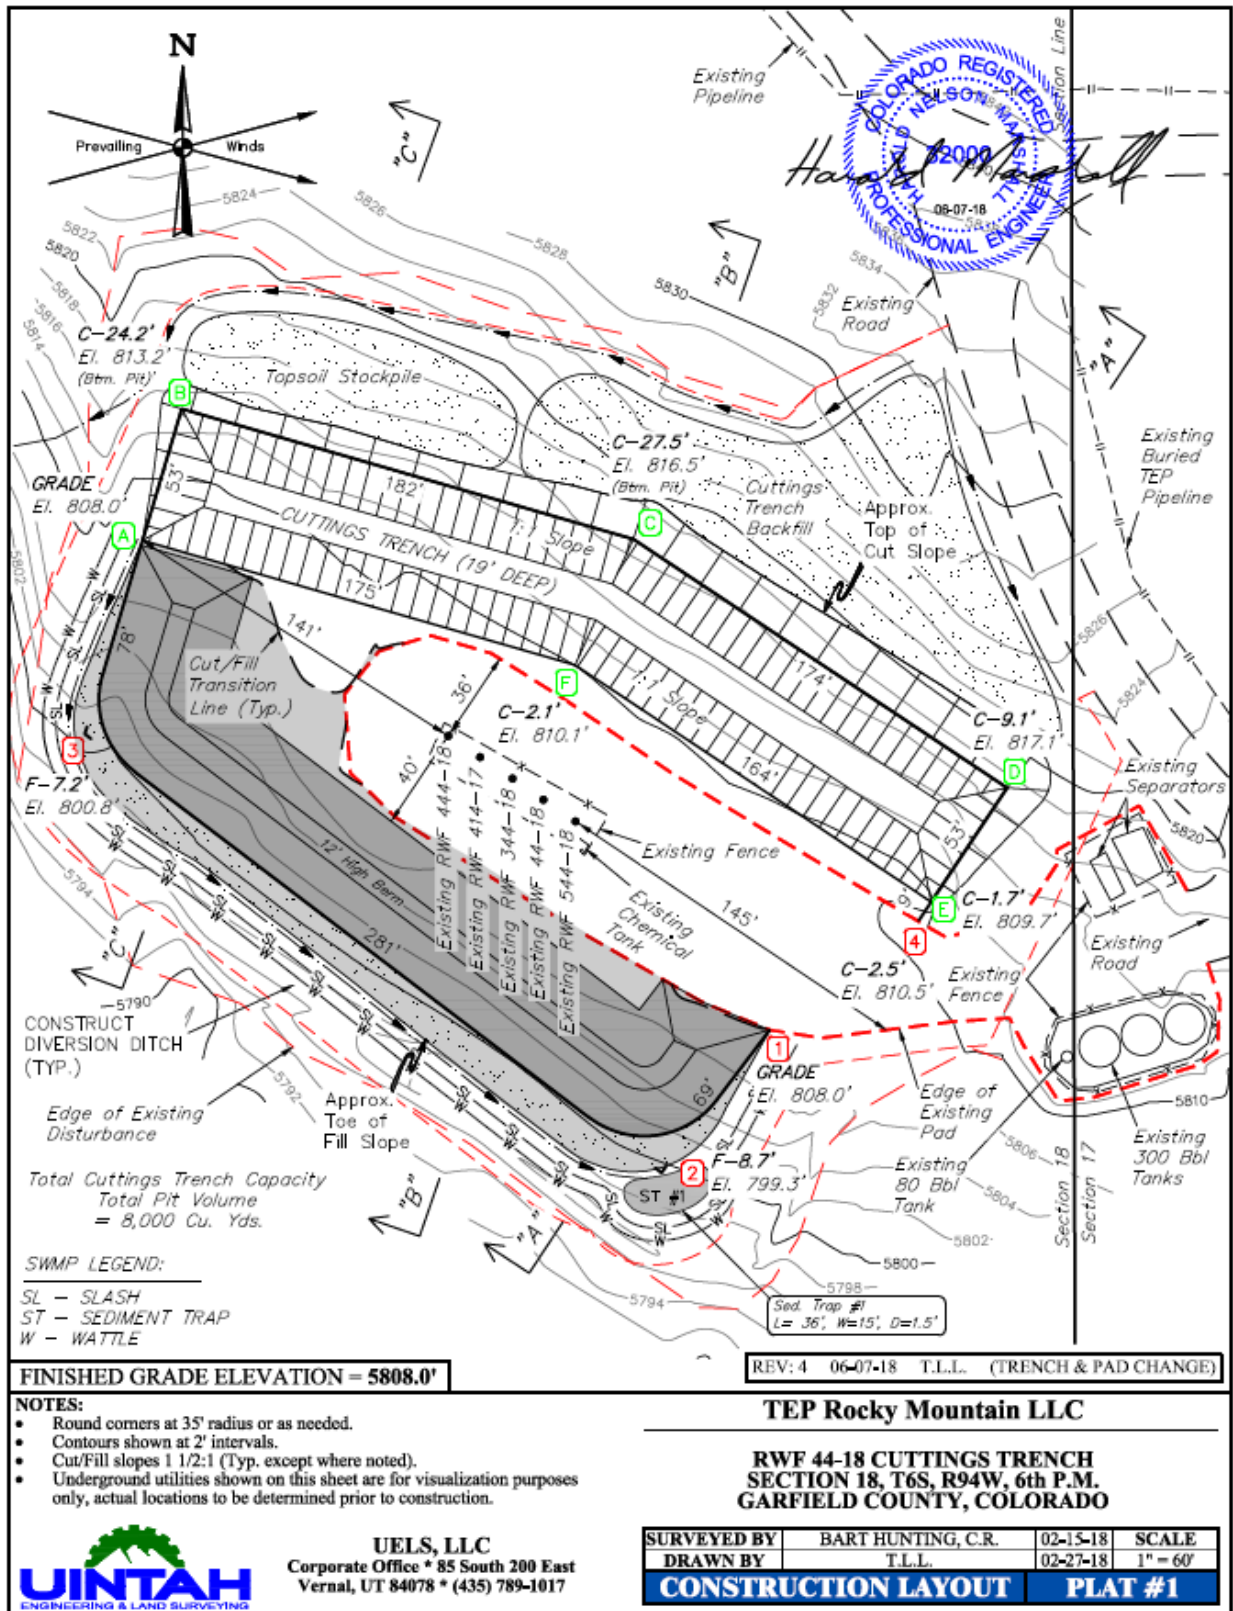 N
Prevailing Winds
"C"
"B"
"A"
Existing
Pipeline
Section Line
COLORADO REGISTERED
HAROLD NELSON MARSHALL
32000
06-07-18
PROFESSIONAL ENGINEER
5824
5826
5828
5830
5822
5820
5818
5816
5814
5834
5832
5836
Existing
Road
C-24.2'
El. 813.2'
(Btm. Pit)
B
Topsoil Stockpile
C-27.5'
El. 816.5'
(Btm. Pit)
C
Cuttings
Trench
Backfill
Approx.
Top of
Cut Slope
Existing
Buried
TEP
Pipeline
GRADE
El. 808.0'
A
53'
182'
1:1 Slope
CUTTINGS TRENCH (19' DEEP)
175'
5802
5826
5824
78'
141'
Cut/Fill
Transition
Line (Typ.)
36'
F
1:1 Slope
174'
C-2.1'
El. 810.1'
C-9.1'
El. 817.1'
D
164'
53'
Existing
Separators
5820
3
F-7.2'
El. 800.8'
40'
Existing RWF 444-18
Existing RWF 414-17
Existing RWF 344-18
Existing RWF 44-18
Existing RWF 544-18
Existing Fence
Existing
Chemical
Tank
145'
12' High Berm
281'
9'
E
C-1.7'
El. 809.7'
4
C-2.5'
El. 810.5'
Existing
Road
Existing
Fence
5794
"C"
5790
CONSTRUCT
DIVERSION DITCH
(TYP.)
5792
Edge of Existing
Disturbance
Approx.
Toe of
Fill Slope
69'
1
GRADE
El. 808.0'
Edge of
Existing
Pad
5810
5806
Existing
80 Bbl
Tank
Existing
300 Bbl
Tanks
Section 18
Section 17
2
F-8.7'
El. 799.3'
ST #1
SL
W
5804
5802
5800
5798
5794
Total Cuttings Trench Capacity
Total Pit Volume
= 8,000 Cu. Yds.
"B"
"A"
Sed. Trap #1
L= 36', W=15', D=1.5'
SWMP LEGEND:
SL – SLASH
ST – SEDIMENT TRAP
W – WATTLE
FINISHED GRADE ELEVATION = 5808.0'
REV: 4 06-07-18 T.L.L. (TRENCH & PAD CHANGE)
NOTES:
• Round corners at 35' radius or as needed.
• Contours shown at 2' intervals.
• Cut/Fill slopes 1 1/2:1 (Typ. except where noted).
• Underground utilities shown on this sheet are for visualization purposes
only, actual locations to be determined prior to construction.
TEP Rocky Mountain LLC
RWF 44-18 CUTTINGS TRENCH
SECTION 18, T6S, R94W, 6th P.M.
GARFIELD COUNTY, COLORADO
UINTAH
ENGINEERING & LAND SURVEYING
UELS, LLC
Corporate Office * 85 South 200 East
Vernal, UT 84078 * (435) 789-1017
SURVEYED BY BART HUNTING, C.R. 02-15-18 SCALE
DRAWN BY T.L.L. 02-27-18 1" = 60'
CONSTRUCTION LAYOUT PLAT #1